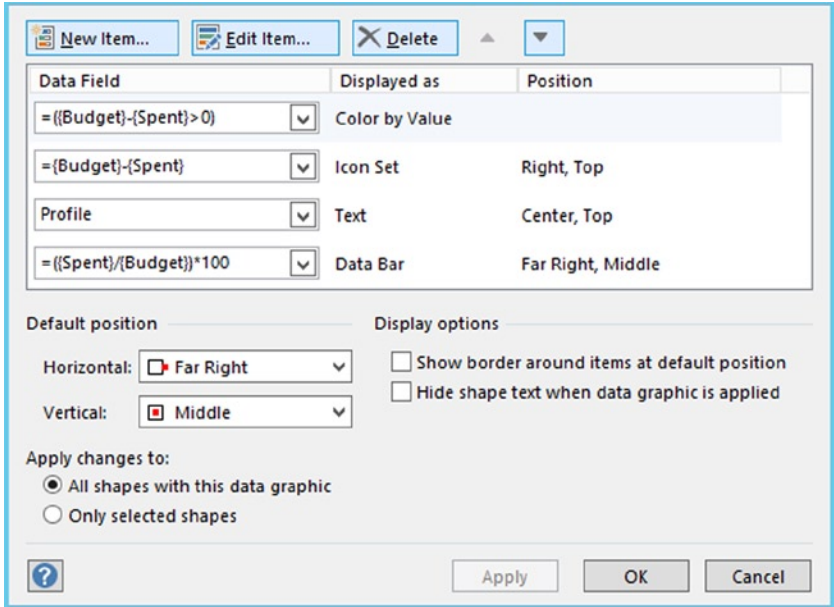 New Item... Edit Item... Delete
Data Field Displayed as Position
=({Budget}-{Spent}>0) Color by Value
={Budget}-{Spent} Icon Set Right, Top
Profile Text Center, Top
=({Spent}/{Budget})*100 Data Bar Far Right, Middle
Default position Display options
Horizontal: Far Right Show border around items at default position
Vertical: Middle Hide shape text when data graphic is applied
Apply changes to:
All shapes with this data graphic
Only selected shapes
? Apply OK Cancel